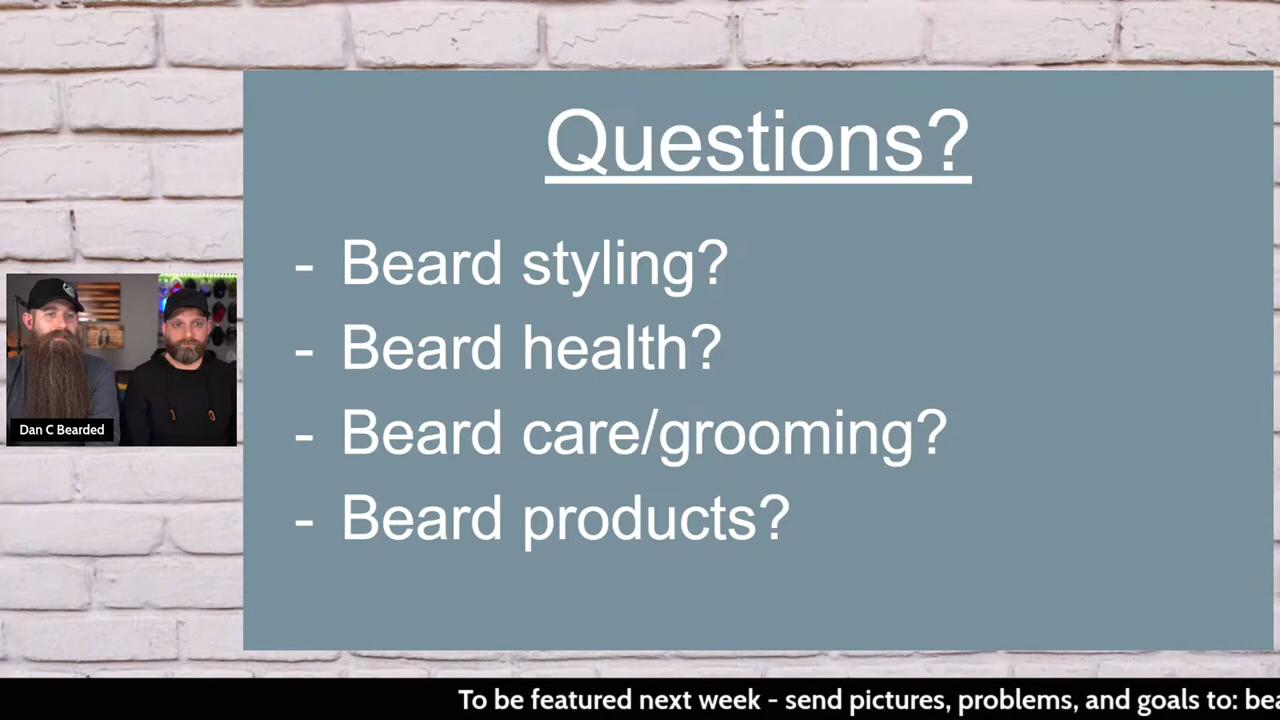 Questions?
- Beard styling?
- Beard health?
- Beard care/grooming?
- Beard products?
Dan C Bearded
To be featured next week - send pictures, problems, and goals to: